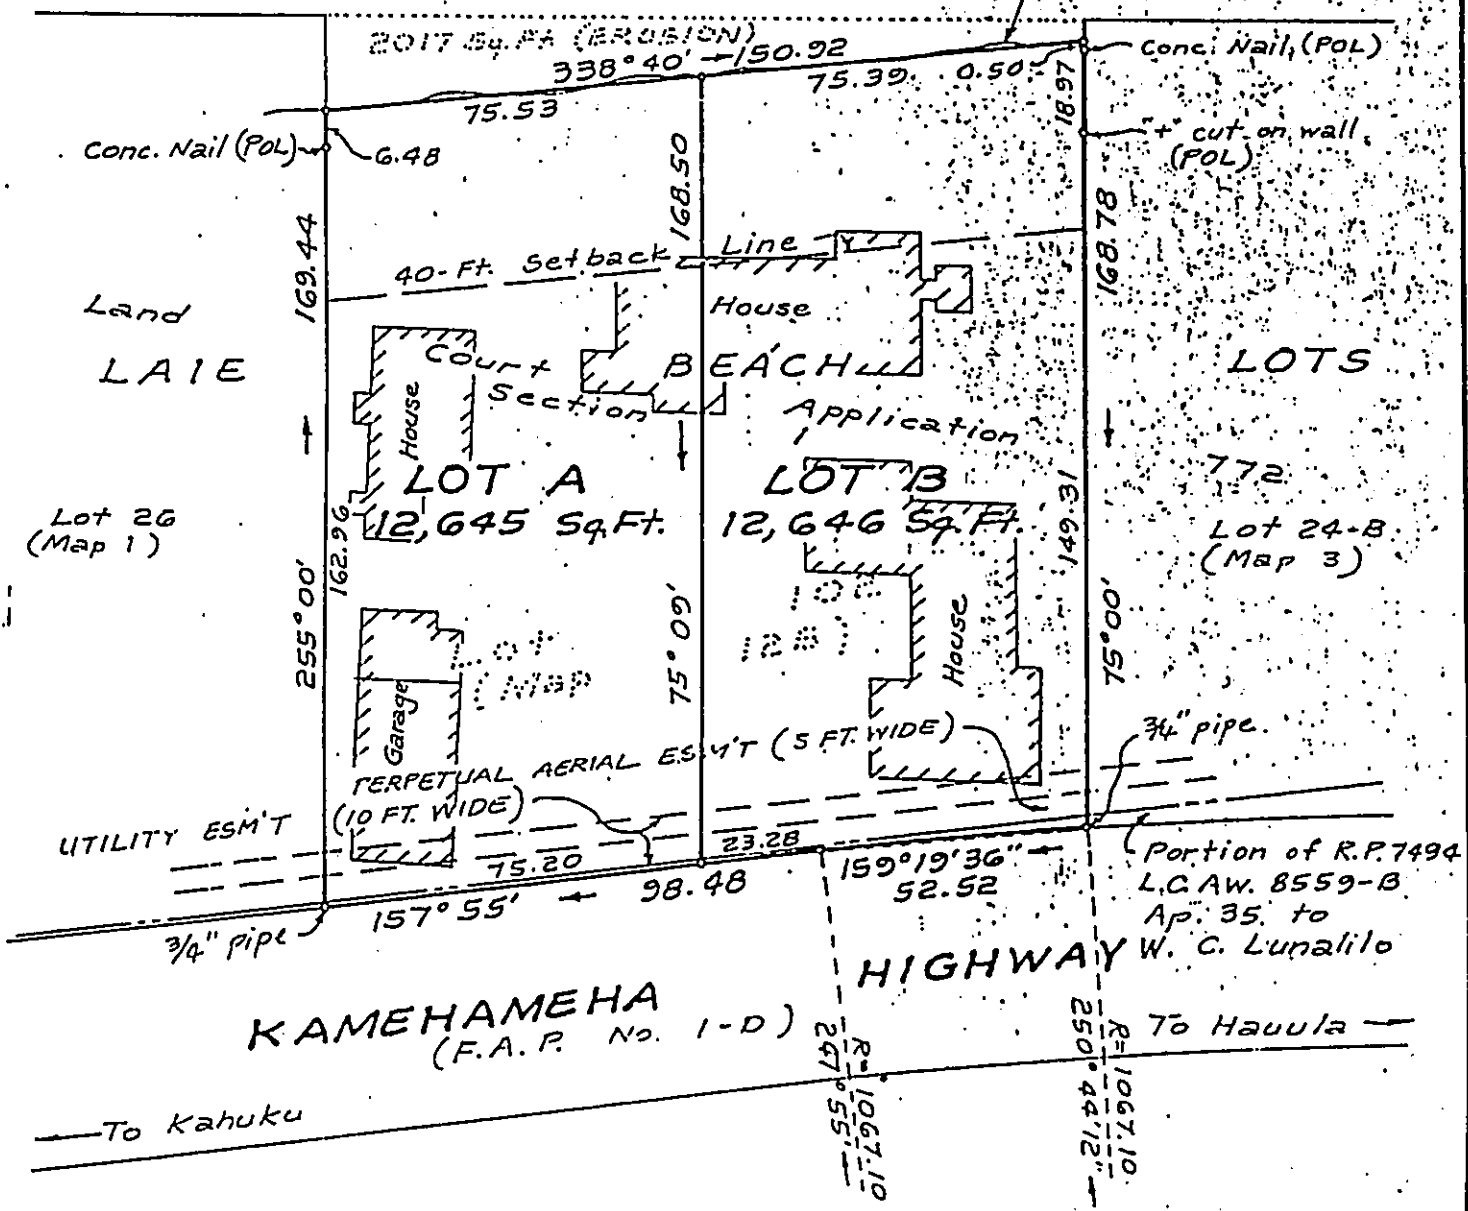 2017 Sq. Ft. (EROSION)
338° 40' 150.92
75.53
75.39
0.50
Conc. Nail (POL)
18.97
"+" cut on wall
(POL)
Conc. Nail (POL)
6.48
169.44
168.50
168.78
40-Ft. Setback Line
Land
LAIE
Court
Section
House
House
BEACH
LOTS
Application
772
LOT A
12,645 Sq.Ft.
LOT B
12,646 Sq.Ft.
Lot 26
(Map 1)
Lot 24-B
(Map 3)
162.96
149.31
255° 00'
75° 09'
75° 00'
Lot
(Map
House
Garage
3/4" pipe.
PERPETUAL AERIAL ESM'T (5 FT. WIDE)
UTILITY ESM'T (10 FT. WIDE)
75.20
23.28
157° 55'
98.48
159° 19' 36"
52.52
3/4" pipe
Portion of R.P. 7494
L.C. Aw. 8559-B
Ap. 35 to
W. C. Lunalilo
KAMEHAMEHA HIGHWAY
(F. A. P. No. 1-D)
R=1067.10
247° 55'
R=1067.10
250° 44' 12"
To Hauula
To Kahuku